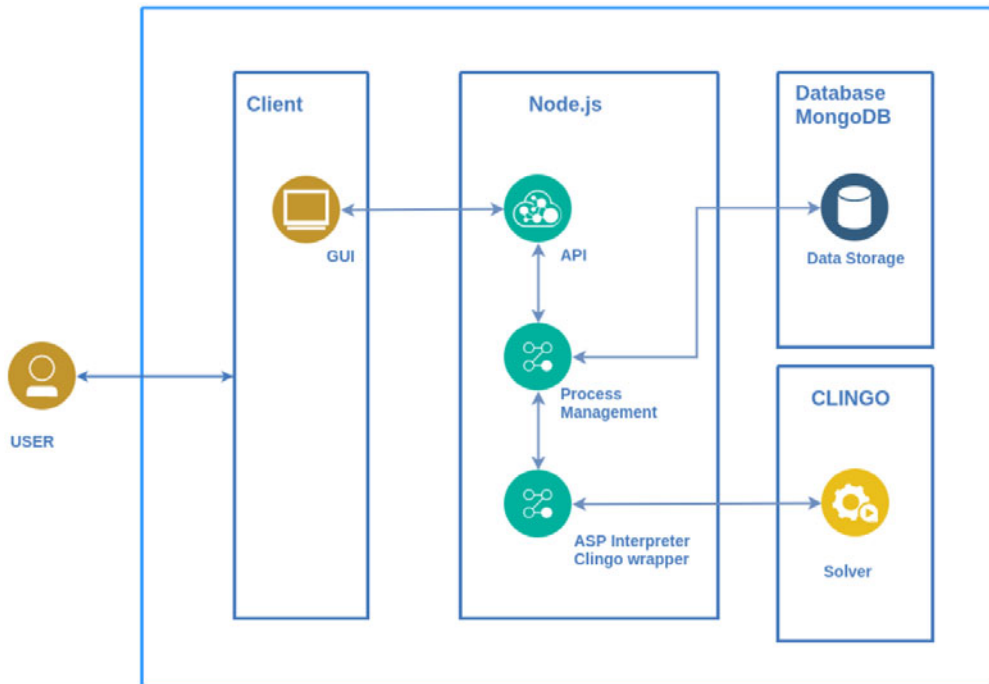 Client
Node.js
Database
MongoDB
GUI
API
Data Storage
Process
Management
CLINGO
USER
ASP Interpreter
Clingo wrapper
Solver